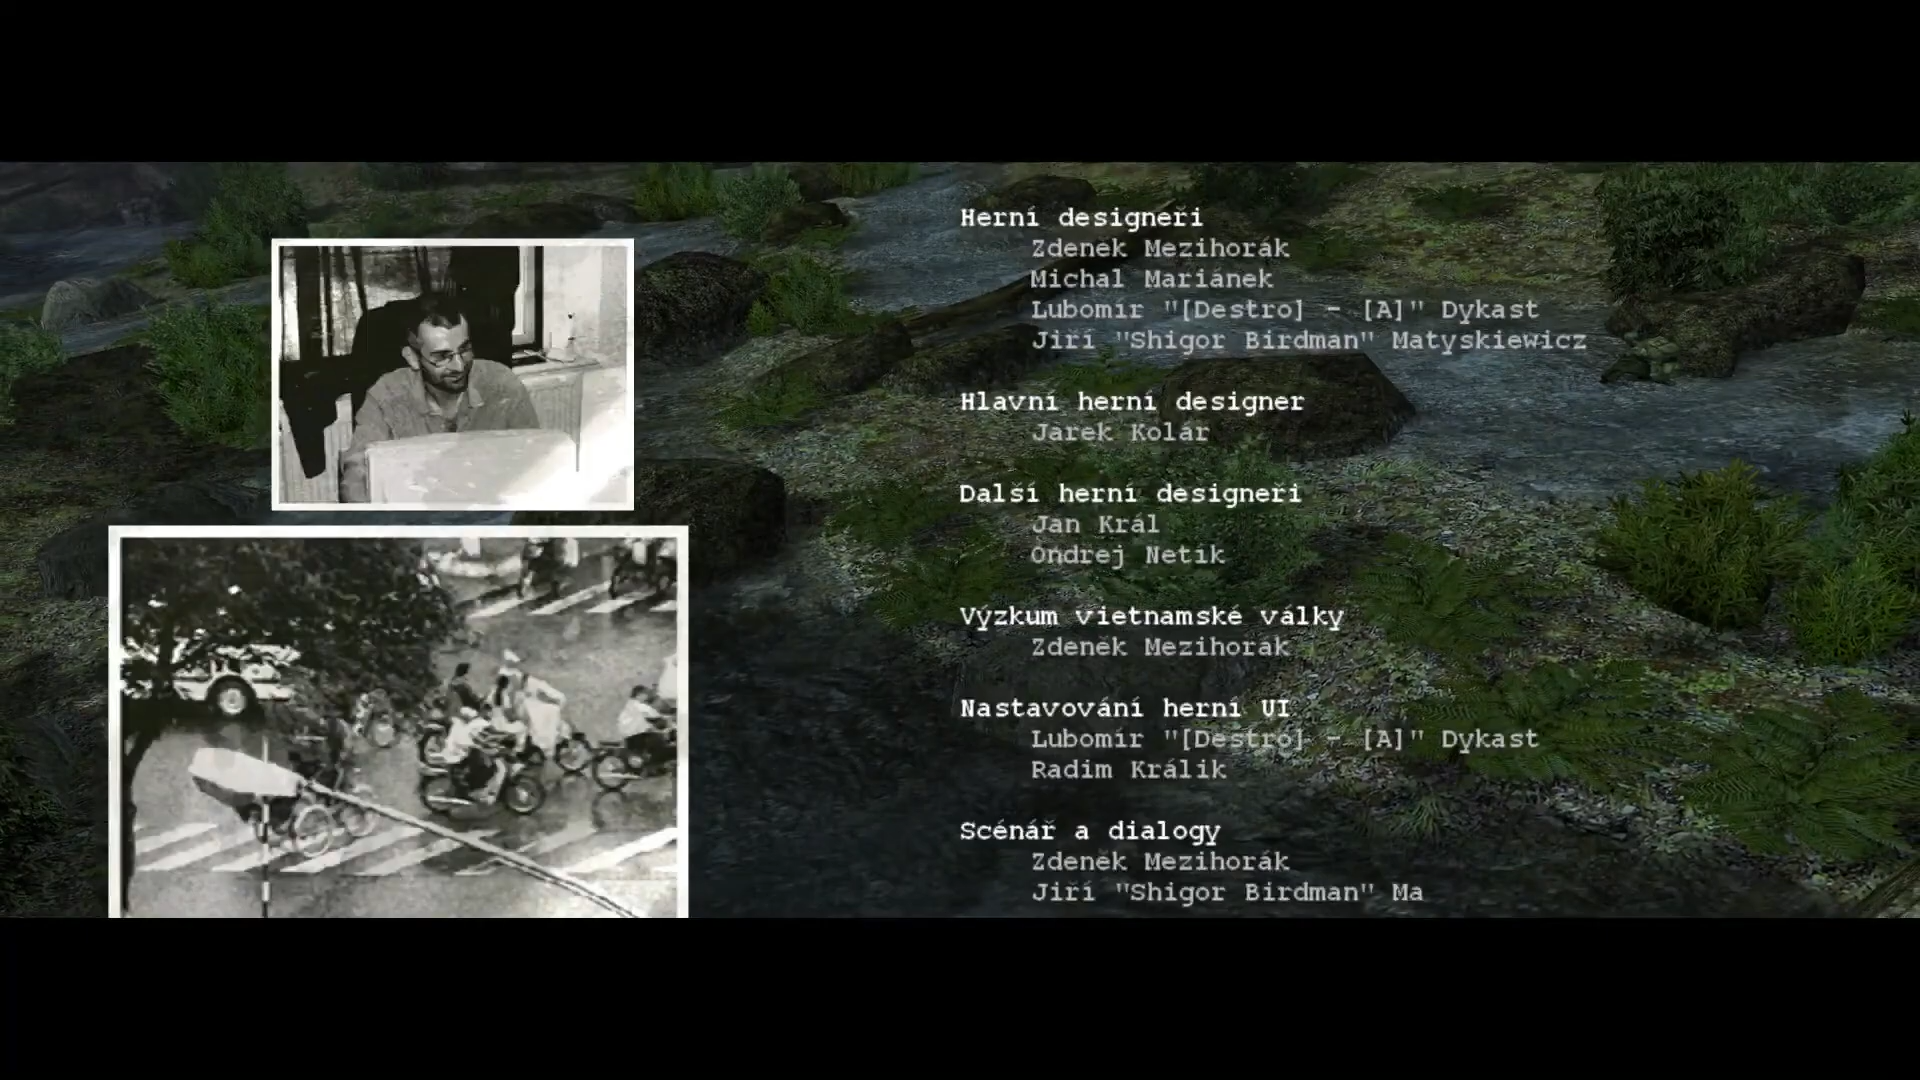 Herní designeři
Zdeněk Mezihorák
Michal Mariánek
Lubomír "[Destro] - [A]" Dykast
Jiří "Shigor Birdman" Matyskiewicz
Hlavní herní designer
Jarek Kolář
Další herní designeři
Jan Král
Ondrej Netík
Výzkum vietnamské války
Zdeněk Mezihorák
Nastavování herní UI
Lubomír "[Destro] - [A]" Dykast
Radim Králík
Scénář a dialogy
Zdeněk Mezihorák
Jiří "Shigor Birdman" Ma